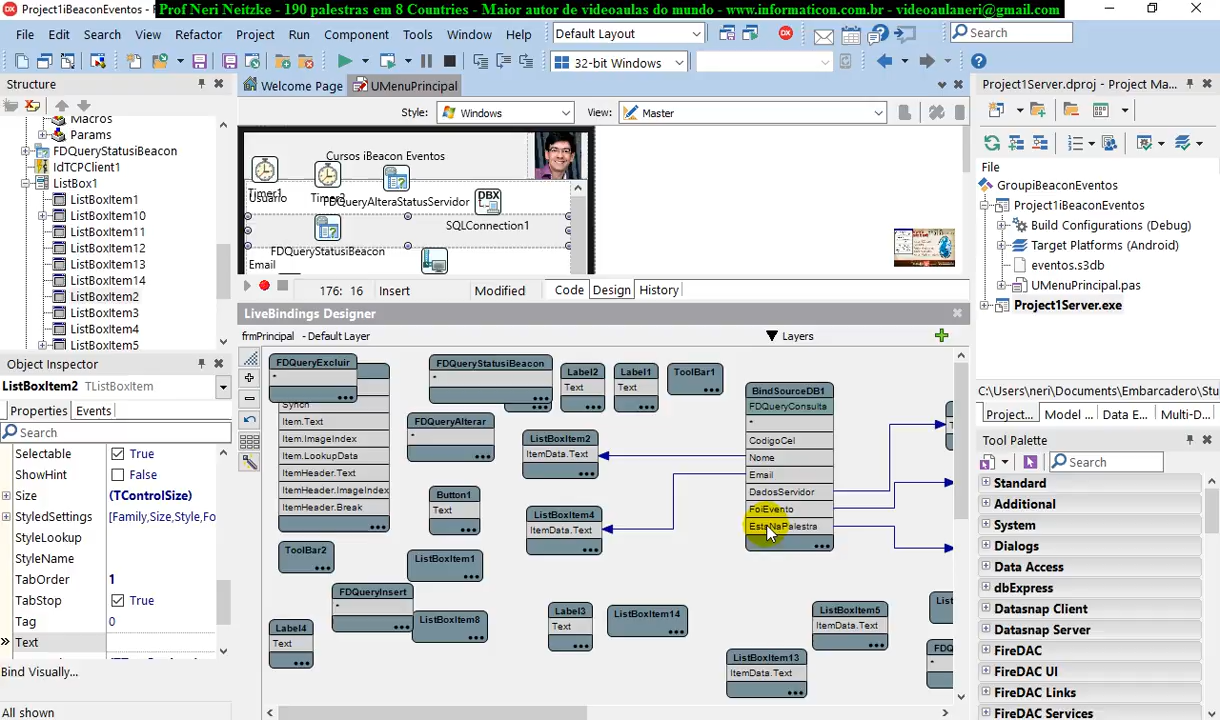 Project1iBeaconEventos
Prof Neri Neitzke - 190 palestras em 8 Countries - Maior autor de videoaulas do mundo - www.informaticon.com.br - videoaulaneri@gmail.com
File Edit Search View Refactor Project Run Component Tools Window Help
Default Layout
Search
32-bit Windows
Structure
Macros
Params
FDQueryStatusiBeacon
IdTCPClient1
ListBox1
ListBoxItem1
ListBoxItem10
ListBoxItem11
ListBoxItem12
ListBoxItem13
ListBoxItem14
ListBoxItem2
ListBoxItem3
ListBoxItem4
ListBoxItem5
Object Inspector
ListBoxItem2 TListBoxItem
Properties Events
Search
Selectable True
ShowHint False
Size (TControlSize)
StyledSettings [Family,Size,Style,Fo
StyleLookup
StyleName
TabOrder 1
TabStop True
Tag 0
Text
Bind Visually...
All shown
Welcome Page UMenuPrincipal
Style: Windows View: Master
Cursos iBeacon Eventos
Timer1
Usuario
FDQueryAlteraStatusServidor
DBX
SQLConnection1
FDQueryStatusiBeacon
Email
176: 16 Insert Modified Code Design History
LiveBindings Designer
frmPrincipal - Default Layer Layers
FDQueryExcluir
*
Synch
Item.Text
Item.ImageIndex
Item.LookupData
ItemHeader.Text
ItemHeader.ImageIndex
ItemHeader.Break
FDQueryStatusiBeacon
*
Label2
Text
Label1
Text
ToolBar1
FDQueryAlterar
*
ListBoxItem2
ItemData.Text
Button1
Text
ListBoxItem4
ItemData.Text
BindSourceDB1
FDQueryConsulta
*
CodigoCel
Nome
Email
DadosServidor
FoiEvento
EstaNaPalestra
ToolBar2
ListBoxItem1
FDQueryInsert
*
ListBoxItem8
Label4
Text
Label3
Text
ListBoxItem14
ListBoxItem5
ItemData.Text
ListBoxItem13
ItemData.Text
Project1Server.dproj - Project Ma...
File
GroupiBeaconEventos
Project1iBeaconEventos
Build Configurations (Debug)
Target Platforms (Android)
eventos.s3db
UMenuPrincipal.pas
Project1Server.exe
C:\Users\neri\Documents\Embarcadero\Stu
Project... Model ... Data E... Multi-D...
Tool Palette
Search
Standard
Additional
System
Dialogs
Data Access
dbExpress
Datasnap Client
Datasnap Server
FireDAC
FireDAC UI
FireDAC Links
FireDAC Services